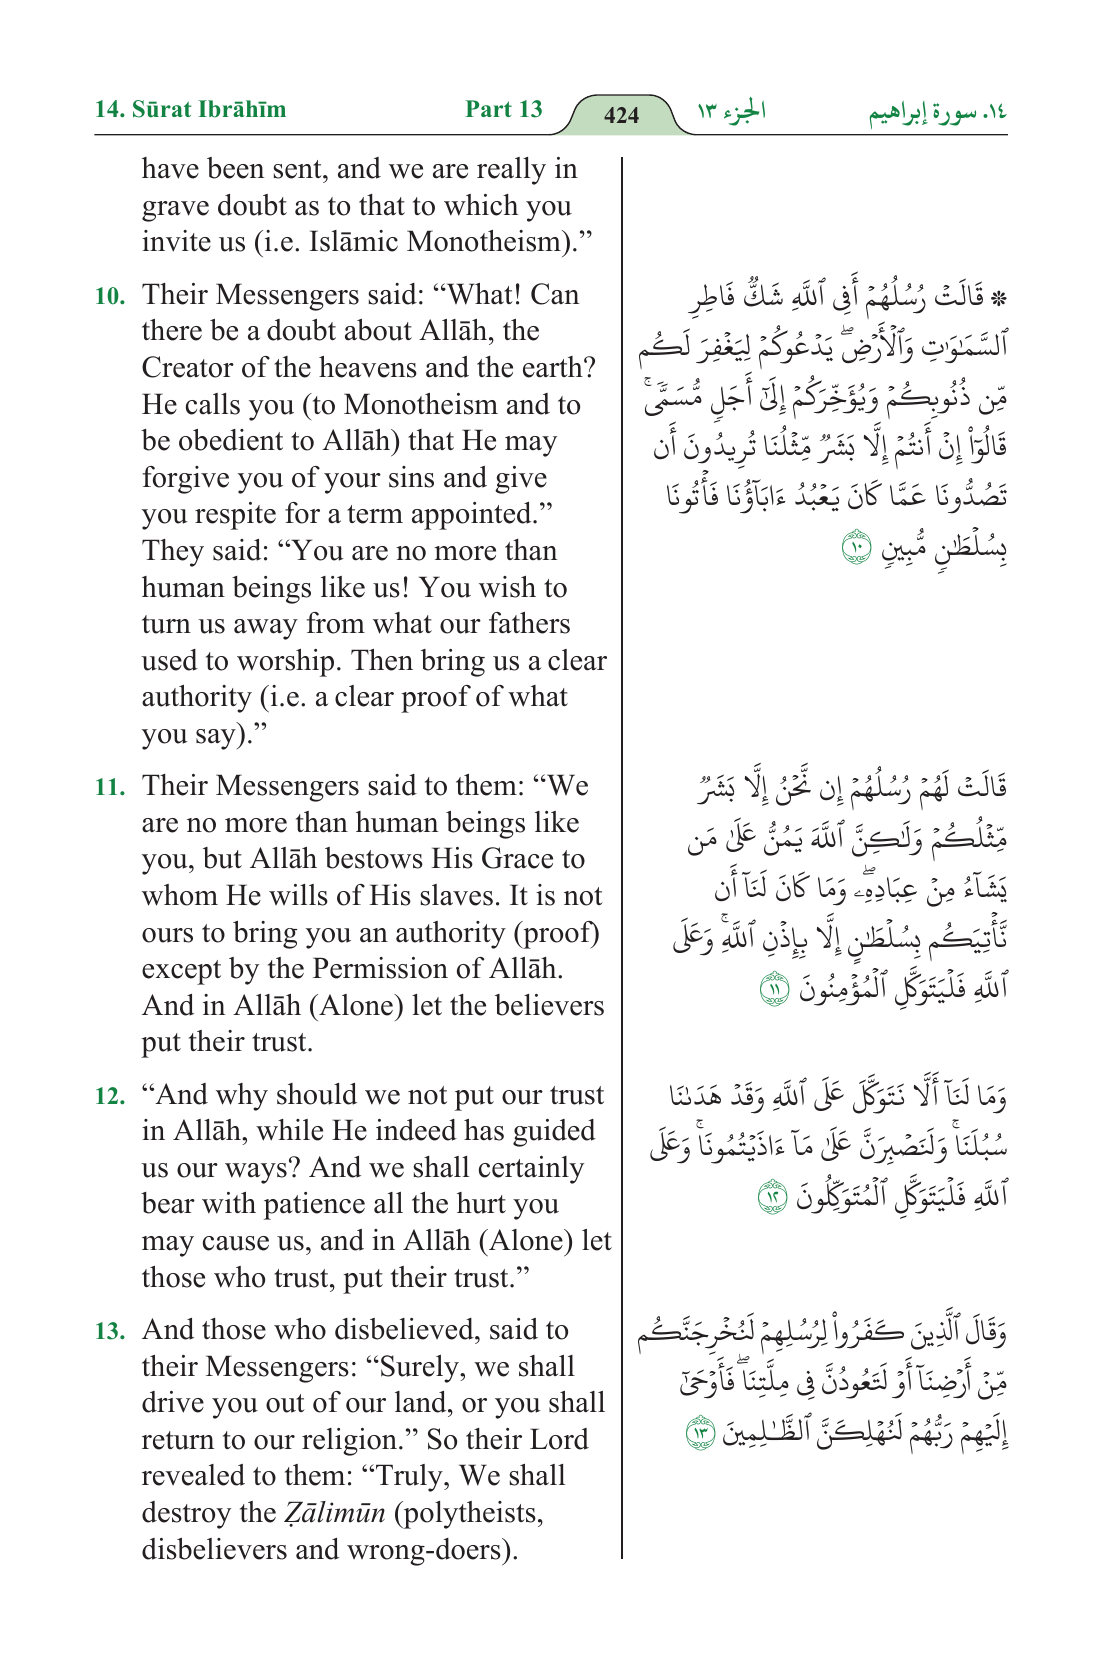 14. Sūrat Ibrāhīm Part 13 424 الجزء ١٣ ١٤. سورة إبراهيم
have been sent, and we are really in
grave doubt as to that to which you
invite us (i.e. Islāmic Monotheism).”
10. Their Messengers said: “What! Can
there be a doubt about Allāh, the
Creator of the heavens and the earth?
He calls you (to Monotheism and to
be obedient to Allāh) that He may
forgive you of your sins and give
you respite for a term appointed.”
They said: “You are no more than
human beings like us! You wish to
turn us away from what our fathers
used to worship. Then bring us a clear
authority (i.e. a clear proof of what
you say).”
11. Their Messengers said to them: “We
are no more than human beings like
you, but Allāh bestows His Grace to
whom He wills of His slaves. It is not
ours to bring you an authority (proof)
except by the Permission of Allāh.
And in Allāh (Alone) let the believers
put their trust.
12. “And why should we not put our trust
in Allāh, while He indeed has guided
us our ways? And we shall certainly
bear with patience all the hurt you
may cause us, and in Allāh (Alone) let
those who trust, put their trust.”
13. And those who disbelieved, said to
their Messengers: “Surely, we shall
drive you out of our land, or you shall
return to our religion.” So their Lord
revealed to them: “Truly, We shall
destroy the Ẓālimūn (polytheists,
disbelievers and wrong-doers).
۞ قَالَتۡ رُسُلُهُمۡ أَفِي ٱللَّهِ شَكّٞ فَاطِرِ
ٱلسَّمَٰوَٰتِ وَٱلۡأَرۡضِۖ يَدۡعُوكُمۡ لِيَغۡفِرَ لَكُم
مِّن ذُنُوبِكُمۡ وَيُؤَخِّرَكُمۡ إِلَىٰٓ أَجَلٖ مُّسَمّٗىۚ
قَالُوٓاْ إِنۡ أَنتُمۡ إِلَّا بَشَرٞ مِّثۡلُنَا تُرِيدُونَ أَن
تَصُدُّونَا عَمَّا كَانَ يَعۡبُدُ ءَابَآؤُنَا فَأۡتُونَا
بِسُلۡطَٰنٖ مُّبِينٖ ١٠
قَالَتۡ لَهُمۡ رُسُلُهُمۡ إِن نَّحۡنُ إِلَّا بَشَرٞ
مِّثۡلُكُمۡ وَلَٰكِنَّ ٱللَّهَ يَمُنُّ عَلَىٰ مَن
يَشَآءُ مِنۡ عِبَادِهِۦۖ وَمَا كَانَ لَنَآ أَن
نَّأۡتِيَكُم بِسُلۡطَٰنٍ إِلَّا بِإِذۡنِ ٱللَّهِۚ وَعَلَى
ٱللَّهِ فَلۡيَتَوَكَّلِ ٱلۡمُؤۡمِنُونَ ١١
وَمَا لَنَآ أَلَّا نَتَوَكَّلَ عَلَى ٱللَّهِ وَقَدۡ هَدَىٰنَا
سُبُلَنَاۚ وَلَنَصۡبِرَنَّ عَلَىٰ مَآ ءَاذَيۡتُمُونَاۚ وَعَلَى
ٱللَّهِ فَلۡيَتَوَكَّلِ ٱلۡمُتَوَكِّلُونَ ١٢
وَقَالَ ٱلَّذِينَ كَفَرُواْ لِرُسُلِهِمۡ لَنُخۡرِجَنَّكُم
مِّنۡ أَرۡضِنَآ أَوۡ لَتَعُودُنَّ فِي مِلَّتِنَاۖ فَأَوۡحَىٰٓ
إِلَيۡهِمۡ رَبُّهُمۡ لَنُهۡلِكَنَّ ٱلظَّٰلِمِينَ ١٣